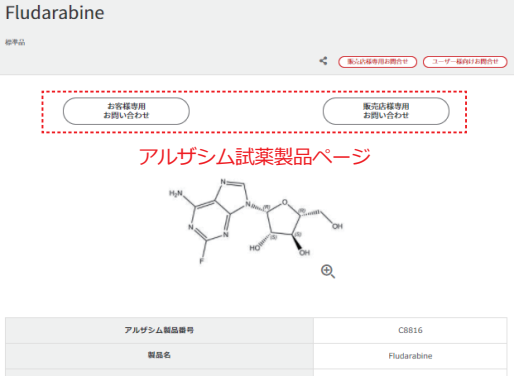 Fludarabine
標準品
販売店様専用お問合せ
ユーザー様向けお問合せ
お客様専用
お問い合わせ
販売店様専用
お問い合わせ
アルザシム試薬製品ページ
H₂N
N
N
N
N
F
O
OH
HO
OH
(R)
(R)
(S)
(S)
アルザシム製品番号
C8816
製品名
Fludarabine